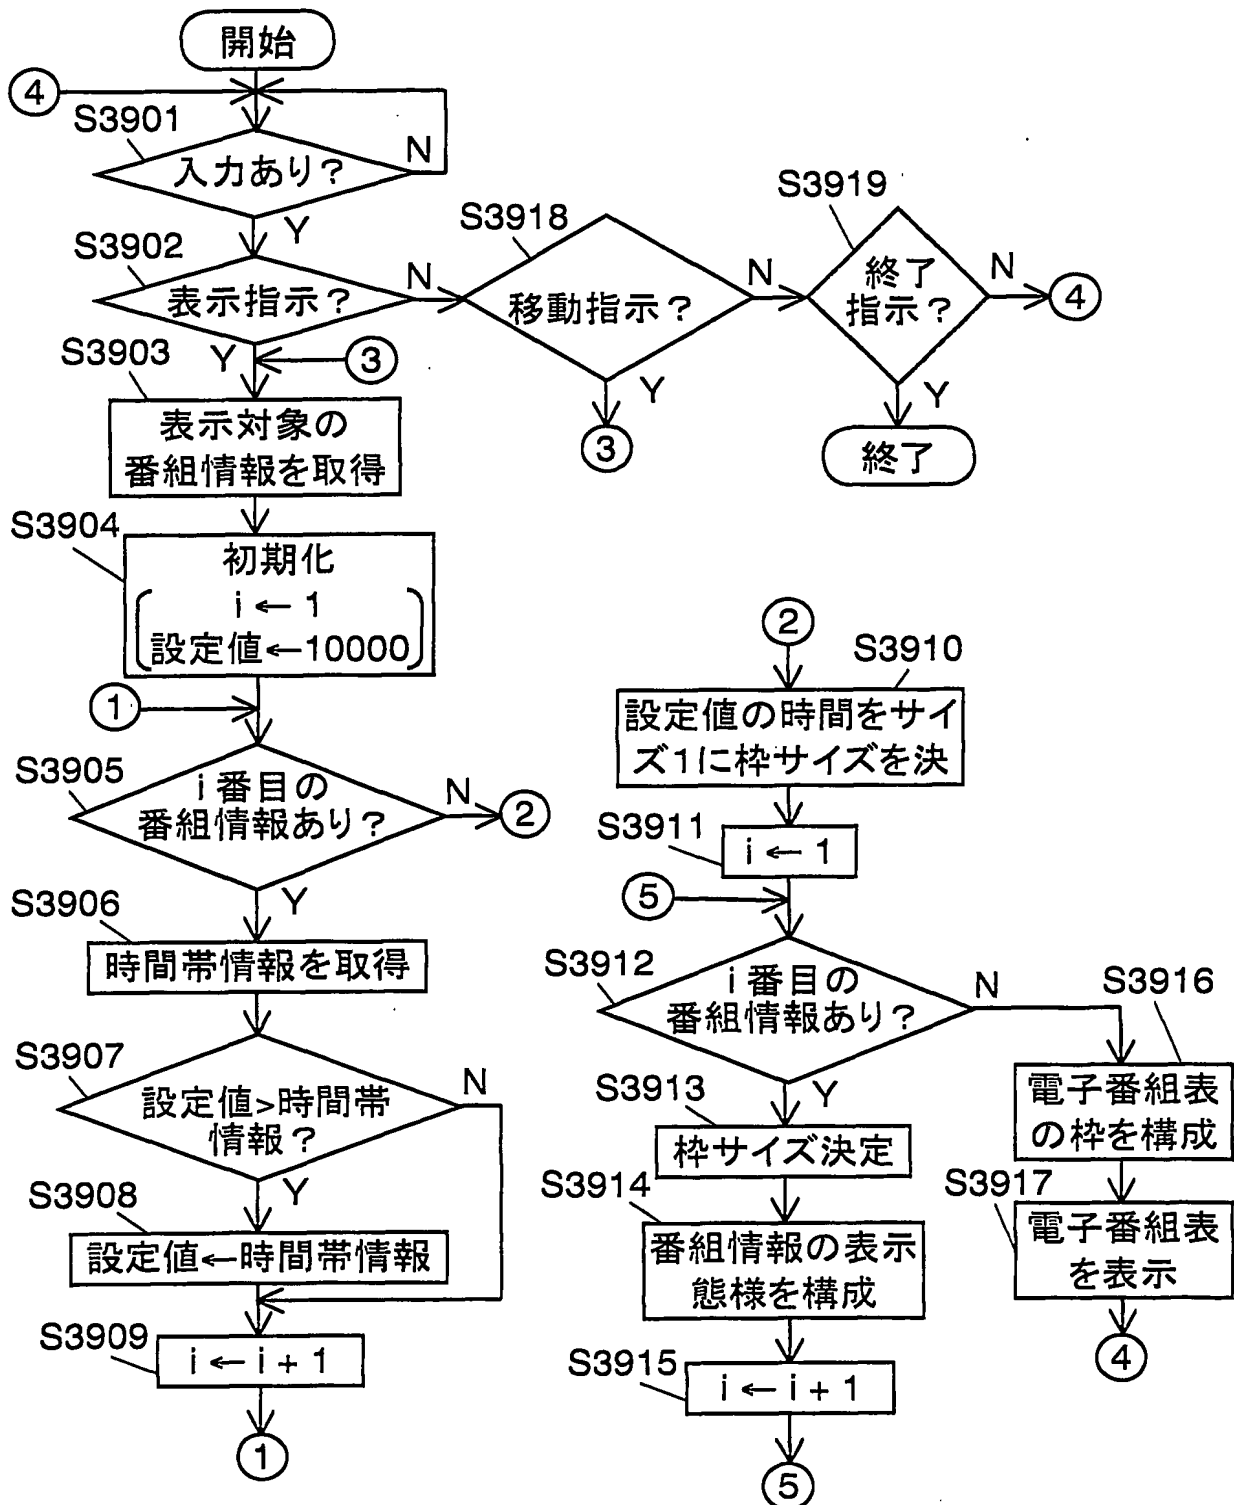 開始
④
S3901
入力あり？
N
Y
S3902
表示指示？
N
Y
S3918
移動指示？
N
Y
③
S3919
終了
指示？
N
④
Y
終了
S3903
③
表示対象の
番組情報を取得
S3904
初期化
i ← 1
設定値←10000
①
S3905
i 番目の
番組情報あり？
N
②
Y
S3906
時間帯情報を取得
S3907
設定値>時間帯
情報？
N
Y
S3908
設定値←時間帯情報
S3909
i ← i + 1
①
②
S3910
設定値の時間をサイ
ズ1に枠サイズを決
S3911
i ← 1
⑤
S3912
i 番目の
番組情報あり？
N
Y
S3913
枠サイズ決定
S3914
番組情報の表示
態様を構成
S3915
i ← i + 1
⑤
S3916
電子番組表
の枠を構成
S3917
電子番組表
を表示
④